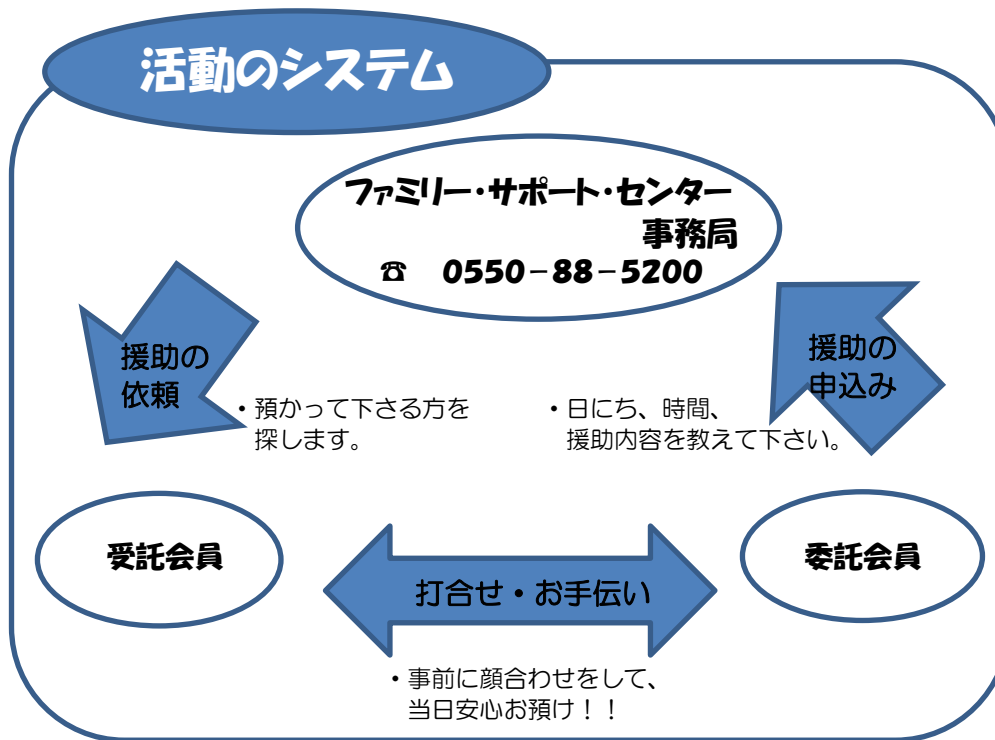 活動のシステム
ファミリー・サポート・センター
事務局
☎ 0550-88-5200
援助の
依頼
・預かって下さる方を
探します。
援助の
申込み
・日にち、時間、
援助内容を教えて下さい。
受託会員
打合せ・お手伝い
委託会員
・事前に顔合わせをして、
当日安心お預け！！